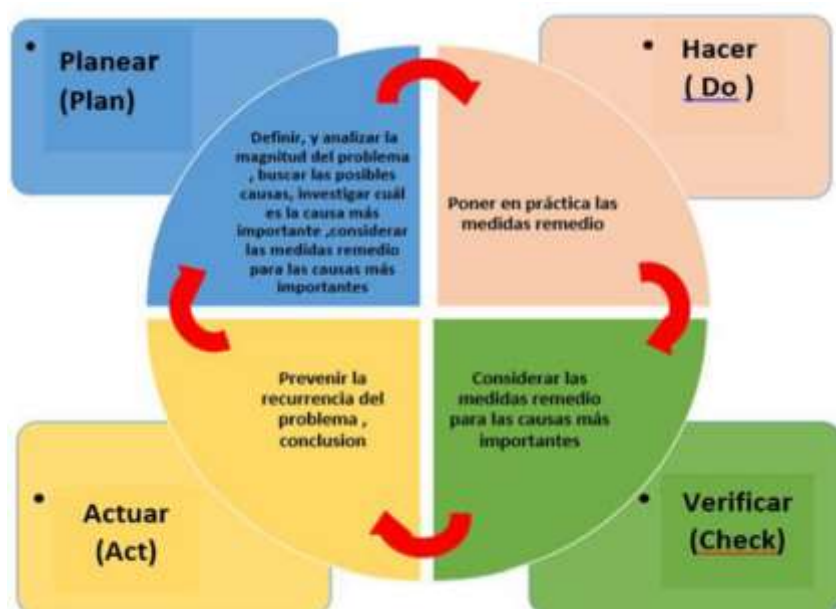 • Planear
(Plan)
• Hacer
( Do )
Definir, y analizar la
magnitud del problema
, buscar las posibles
causas, investigar cuál
es la causa más
importante ,considerar
las medidas remedio
para las causas más
importantes
Poner en práctica las
medidas remedio
Prevenir la
recurrencia del
problema ,
conclusion
Considerar las
medidas remedio
para las causas más
importantes
• Actuar
(Act)
• Verificar
(Check)